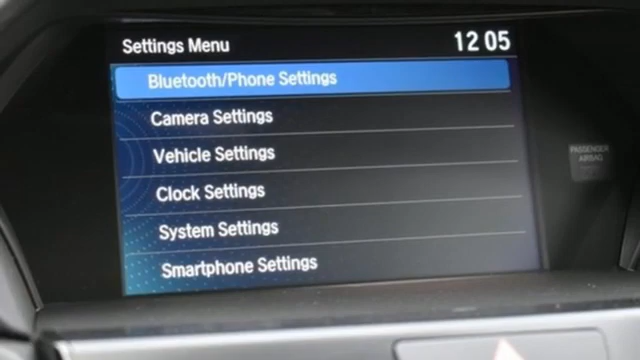 Settings Menu 12 05
Bluetooth/Phone Settings
Camera Settings
Vehicle Settings
Clock Settings
System Settings
Smartphone Settings
PASSENGER
AIRBAG